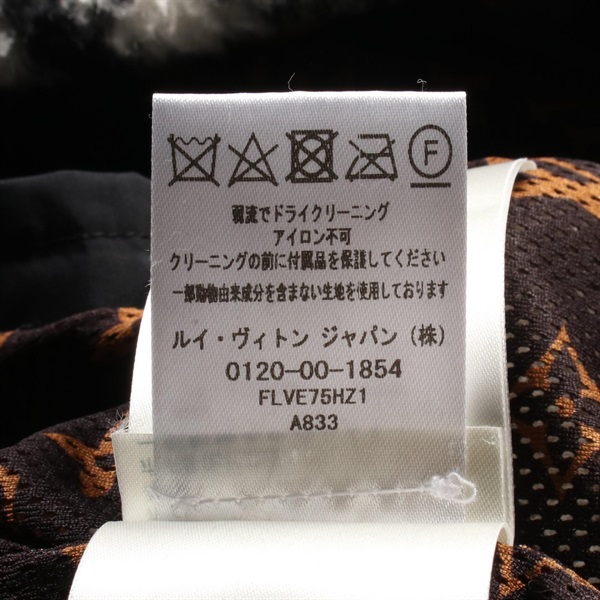 F
弱流でドライクリーニング
アイロン不可
クリーニングの前に付属品を保護してください
一部動物由来成分を含まない生地を使用しております
ルイ・ヴィトン ジャパン (株)
0120-00-1854
FLVE75HZ1
A833